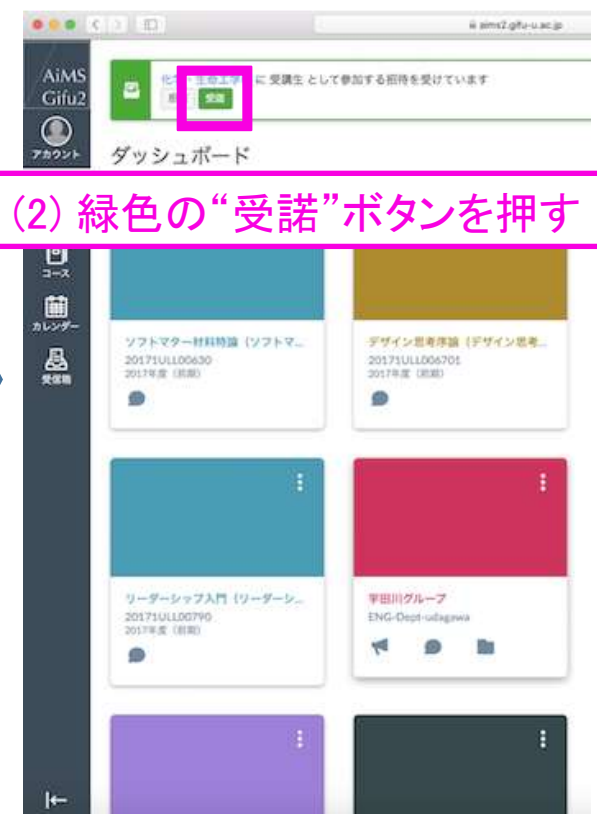 aims2.gifu-u.ac.jp
AiMS
Gifu2
に 受講生 として参加する招待を受けています
受諾
アカウント
ダッシュボード
(2) 緑色の“受諾”ボタンを押す
コース
カレンダー
受信箱
ソフトマター材料特論（ソフトマ...
20171ULL00630
2017年度（前期）
デザイン思考序論（デザイン思考...
20171ULL006701
2017年度（前期）
リーダーシップ入門（リーダーシ...
20171ULL00790
2017年度（前期）
宇田川グループ
ENG-Dept-udagawa